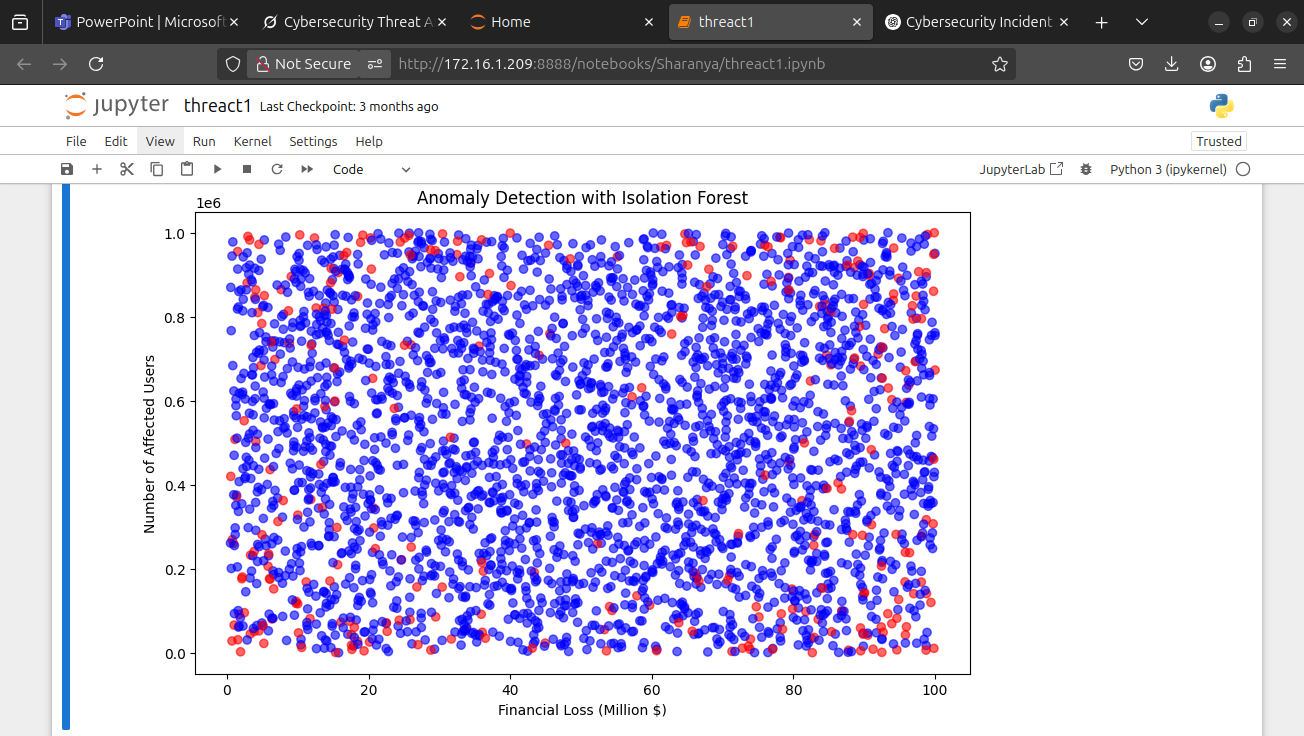 PowerPoint | Microsoft
Cybersecurity Threat A
Home
threact1
Cybersecurity Incident
Not Secure
http://172.16.1.209:8888/notebooks/Sharanya/threact1.ipynb
jupyter threact1 Last Checkpoint: 3 months ago
File Edit View Run Kernel Settings Help
Trusted
Code
JupyterLab
Python 3 (ipykernel)
Anomaly Detection with Isolation Forest
1e6
1.0
0.8
0.6
0.4
0.2
0.0
Number of Affected Users
0 20 40 60 80 100
Financial Loss (Million $)